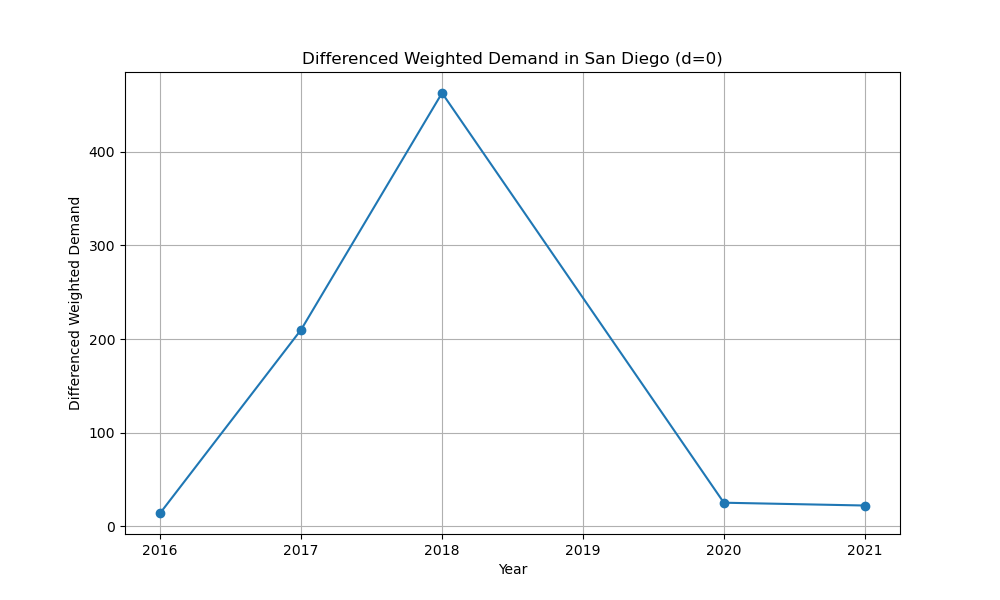 Differenced Weighted Demand in San Diego (d=0)
Differenced Weighted Demand
400
300
200
100
0
2016 2017 2018 2019 2020 2021
Year